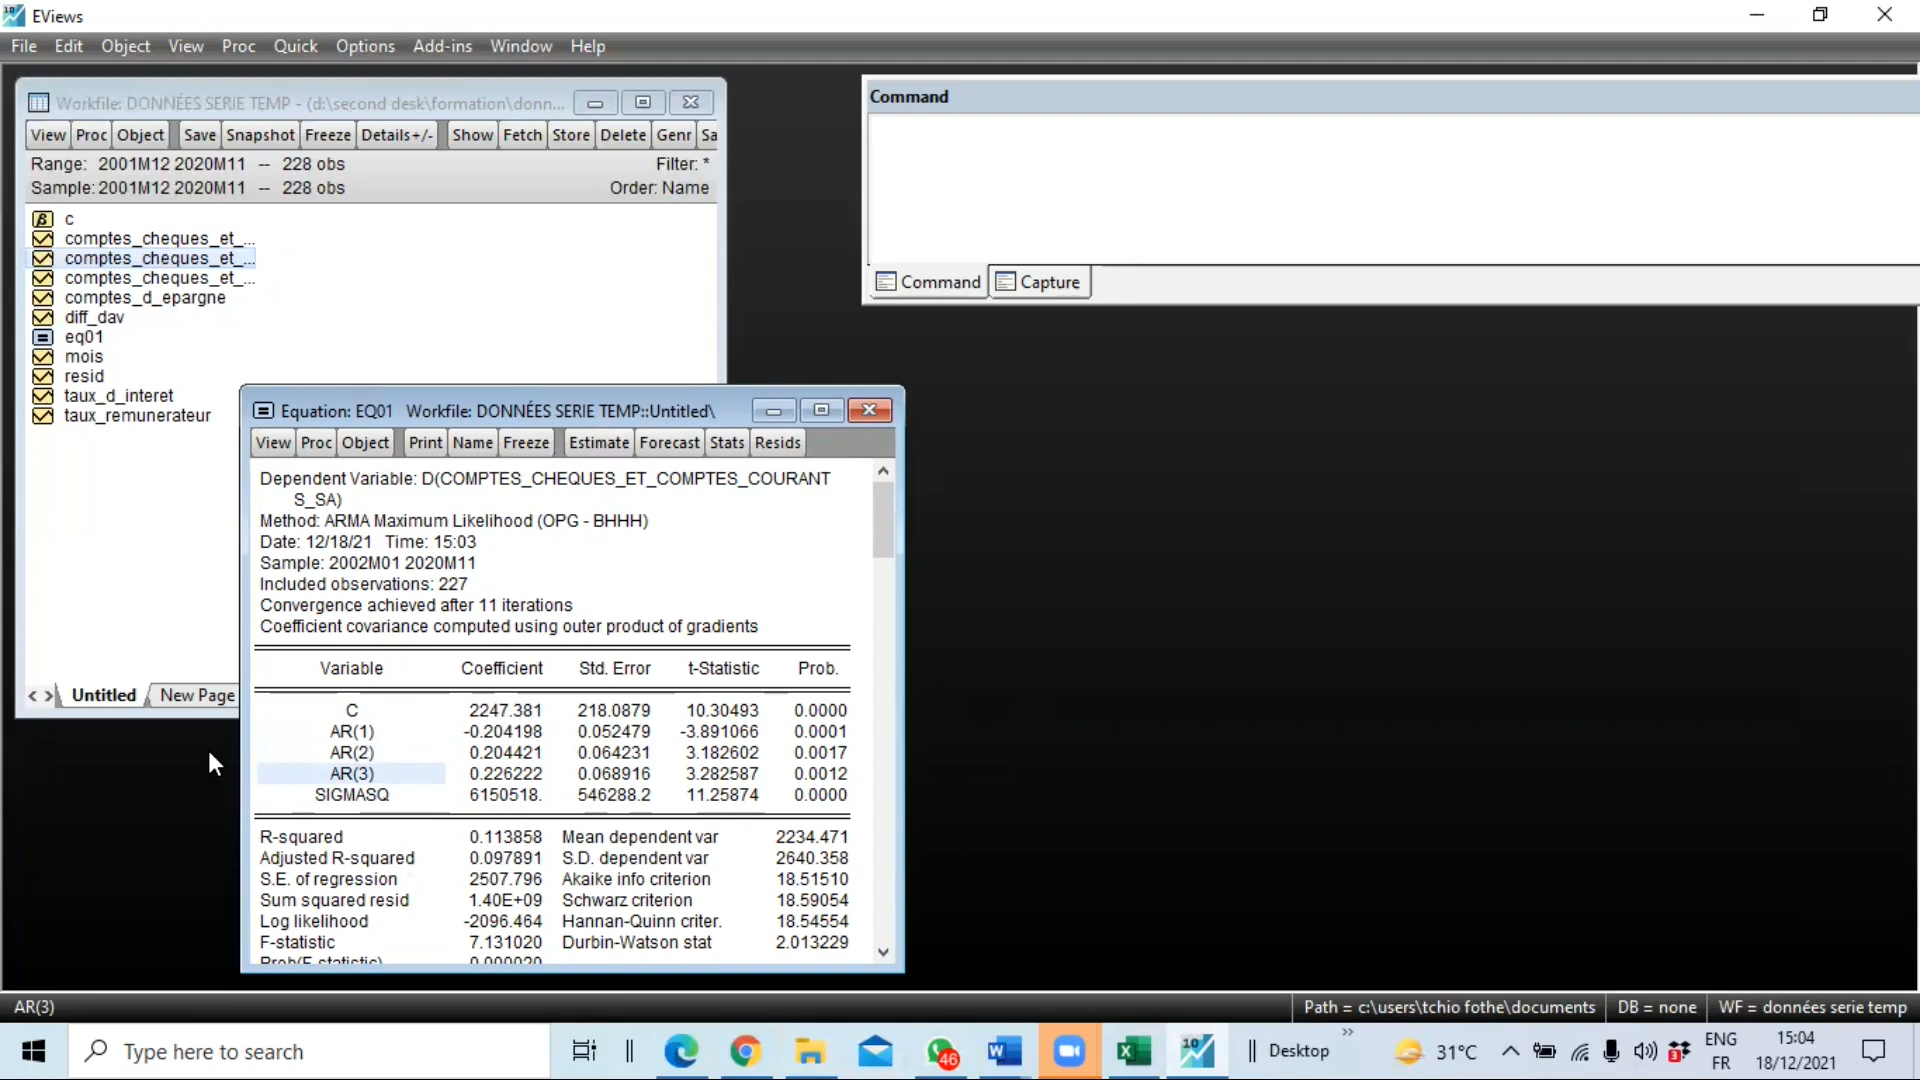 EViews
File Edit Object View Proc Quick Options Add-ins Window Help
Workfile: DONNÉES SERIE TEMP - (d:\second desk\formation\donn...
View Proc Object Save Snapshot Freeze Details+/- Show Fetch Store Delete Genr Sa
Range: 2001M12 2020M11 -- 228 obs Filter: *
Sample: 2001M12 2020M11 -- 228 obs Order: Name
c
comptes_cheques_et_...
comptes_cheques_et_...
comptes_cheques_et_...
comptes_d_epargne
diff_dav
eq01
mois
resid
taux_d_interet
taux_remunerateur
Untitled New Page
Command
Command Capture
Equation: EQ01 Workfile: DONNÉES SERIE TEMP::Untitled\
View Proc Object Print Name Freeze Estimate Forecast Stats Resids
Dependent Variable: D(COMPTES_CHEQUES_ET_COMPTES_COURANT
S_SA)
Method: ARMA Maximum Likelihood (OPG - BHHH)
Date: 12/18/21 Time: 15:03
Sample: 2002M01 2020M11
Included observations: 227
Convergence achieved after 11 iterations
Coefficient covariance computed using outer product of gradients
Variable Coefficient Std. Error t-Statistic Prob.
C 2247.381 218.0879 10.30493 0.0000
AR(1) -0.204198 0.052479 -3.891066 0.0001
AR(2) 0.204421 0.064231 3.182602 0.0017
AR(3) 0.226222 0.068916 3.282587 0.0012
SIGMASQ 6150518. 546288.2 11.25874 0.0000
R-squared 0.113858 Mean dependent var 2234.471
Adjusted R-squared 0.097891 S.D. dependent var 2640.358
S.E. of regression 2507.796 Akaike info criterion 18.51510
Sum squared resid 1.40E+09 Schwarz criterion 18.59054
Log likelihood -2096.464 Hannan-Quinn criter. 18.54554
F-statistic 7.131020 Durbin-Watson stat 2.013229
Prob(F-statistic) 0.000020
AR(3) Path = c:\users\tchio fothe\documents DB = none WF = données serie temp
Type here to search 46 Desktop 31°C 3 ENG 15:04
FR 18/12/2021